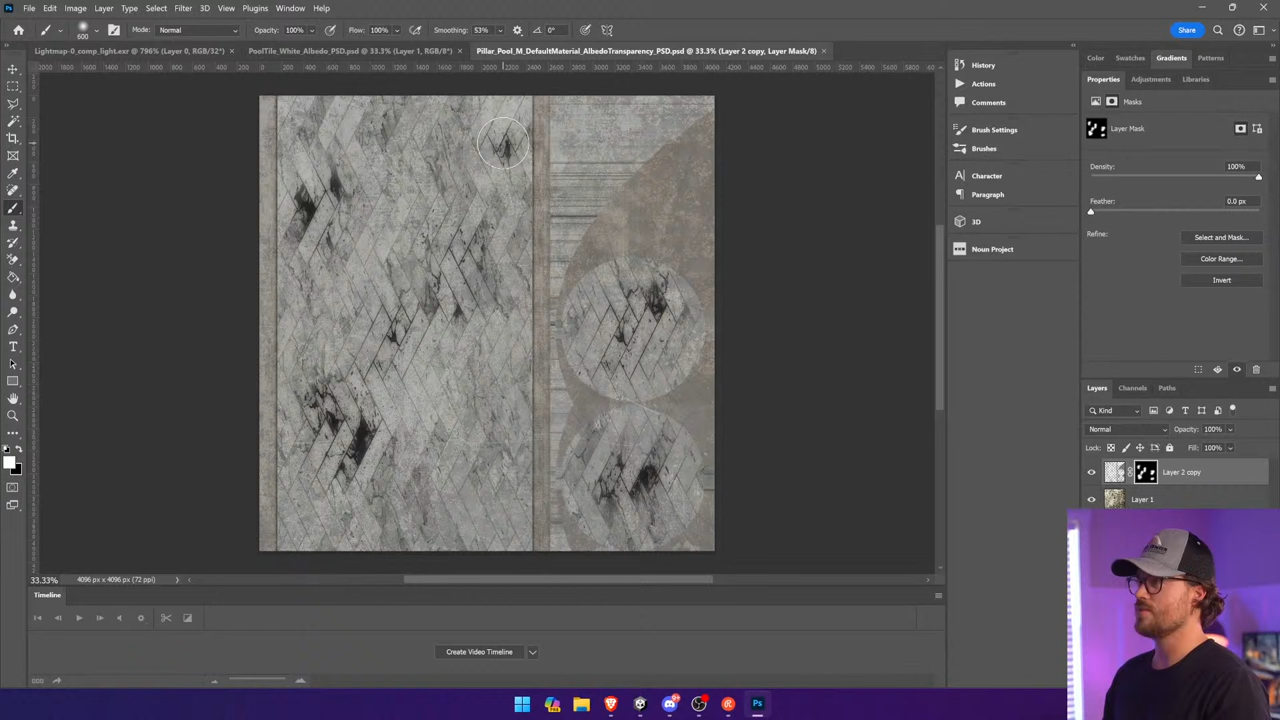 Ps File Edit Image Layer Type Select Filter 3D View Plugins Window Help
600 Mode: Normal Opacity: 100% Flow: 100% Smoothing: 53% 0° Share
Lightmap-0_comp_light.exr @ 796% (Layer 0, RGB/32*) × PoolTile_White_Albedo_PSD.psd @ 33.3% (Layer 1, RGB/8*) × Pillar_Pool_M_DefaultMaterial_AlbedoTransparency_PSD.psd @ 33.3% (Layer 2 copy, Layer Mask/8) ×
History
Actions
Comments
Brush Settings
Brushes
Character
Paragraph
3D
Noun Project
Color Swatches Gradients Patterns
Properties Adjustments Libraries
Masks
Layer Mask
Density: 100%
Feather: 0.0 px
Refine: Select and Mask...
Color Range...
Invert
Layers Channels Paths
Kind
Normal Opacity: 100%
Lock: Fill: 100%
Layer 2 copy
Layer 1
33.33% 4096 px x 4096 px (72 ppi)
Timeline
Create Video Timeline
Ps